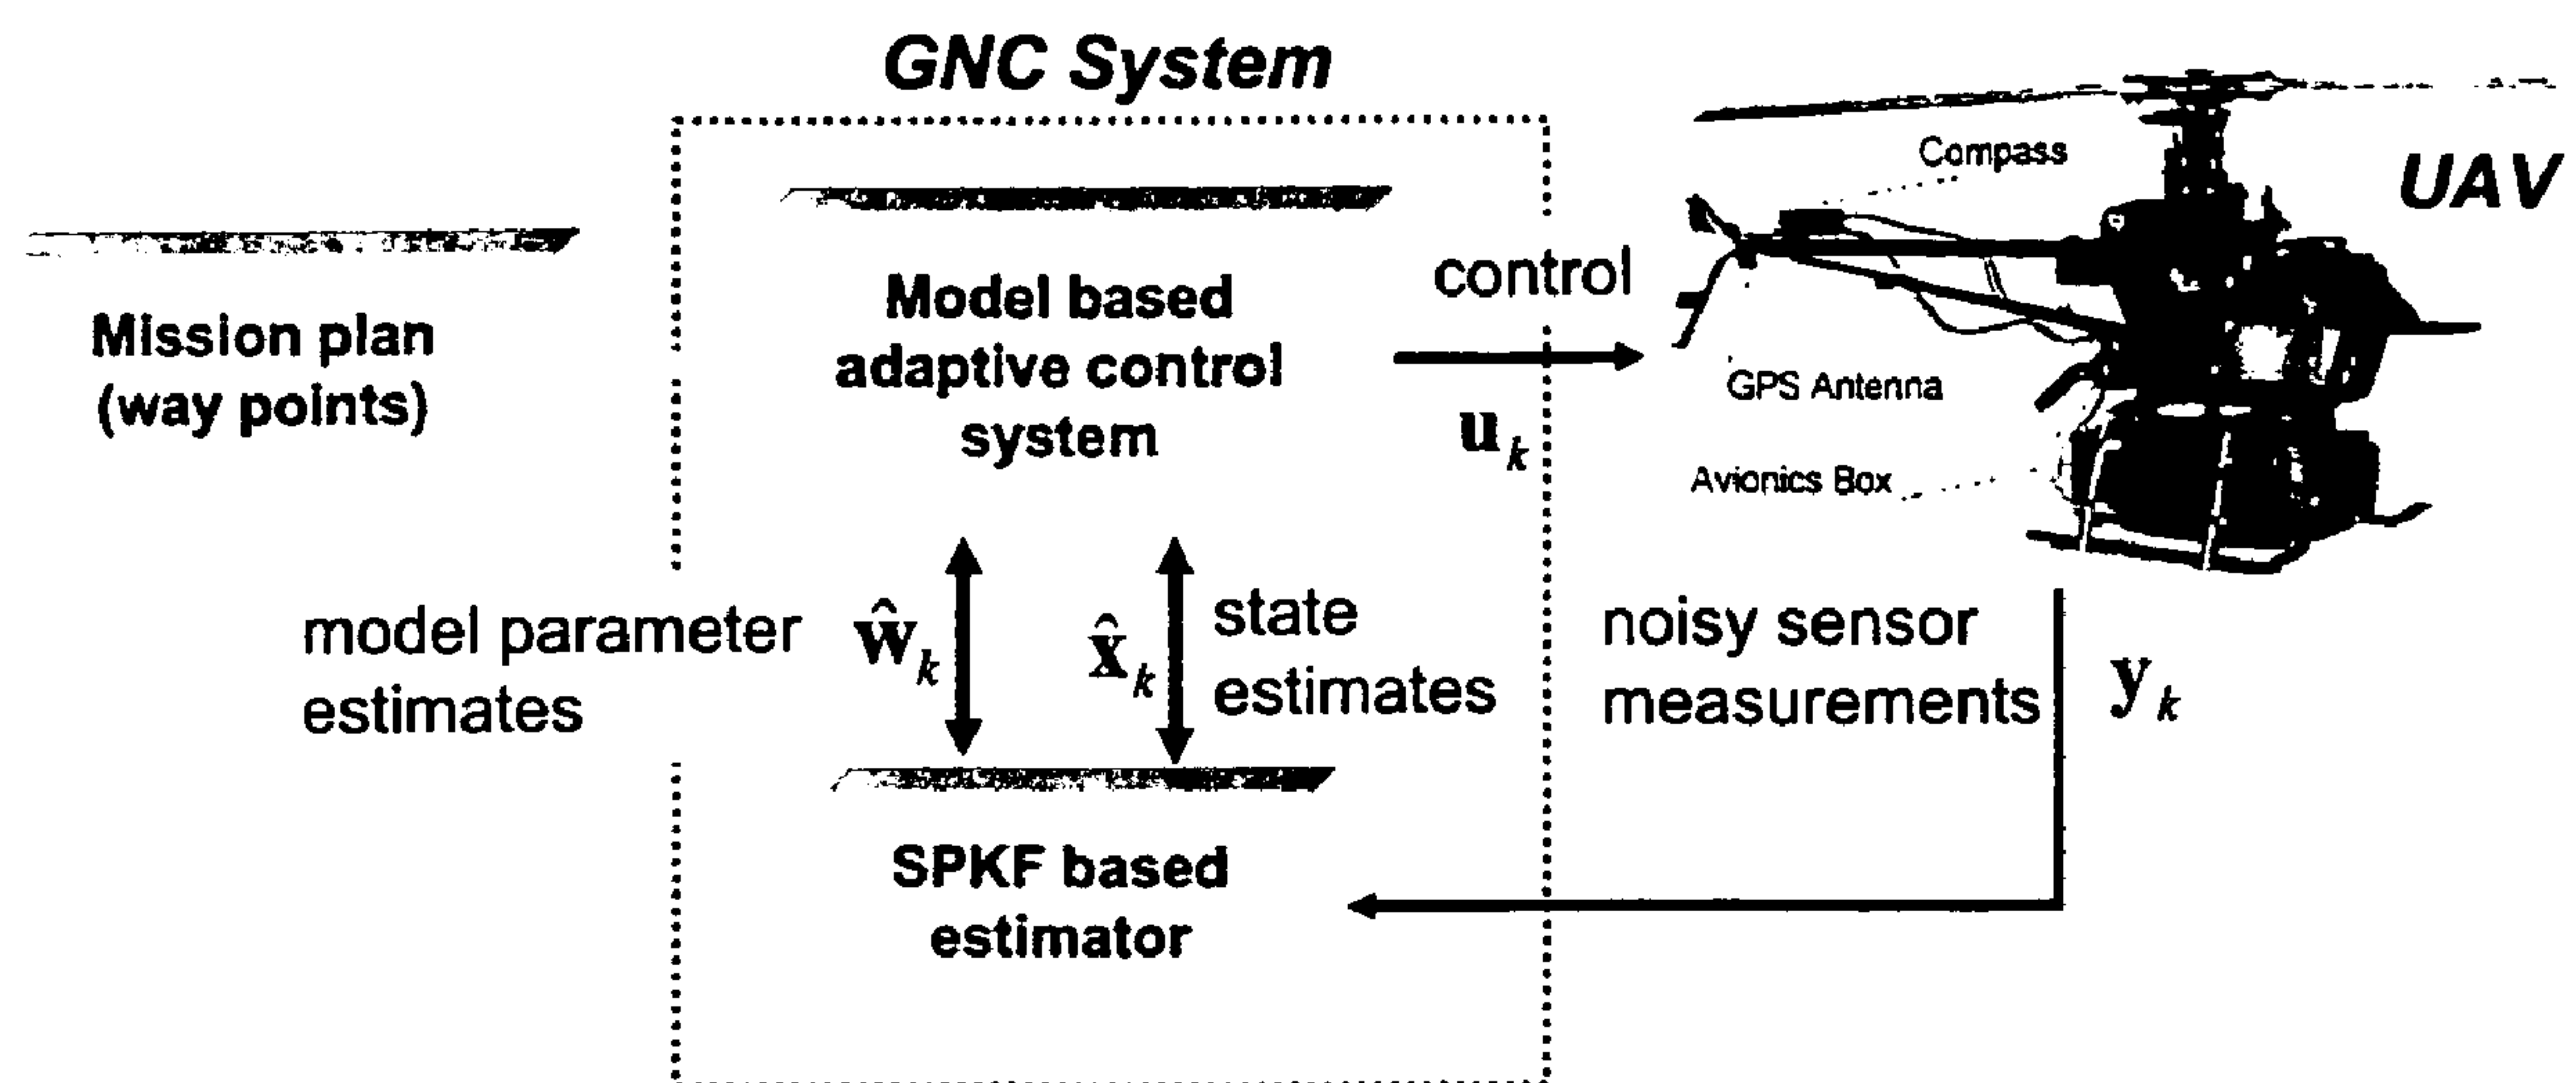 GNC System
Compass
UAV
Mission plan
(way points)
Model based
adaptive control
system
control
u_k
GPS Antenna
Avionics Box
model parameter
estimates
ŵ_k
x̂_k
state
estimates
noisy sensor
measurements
y_k
SPKF based
estimator